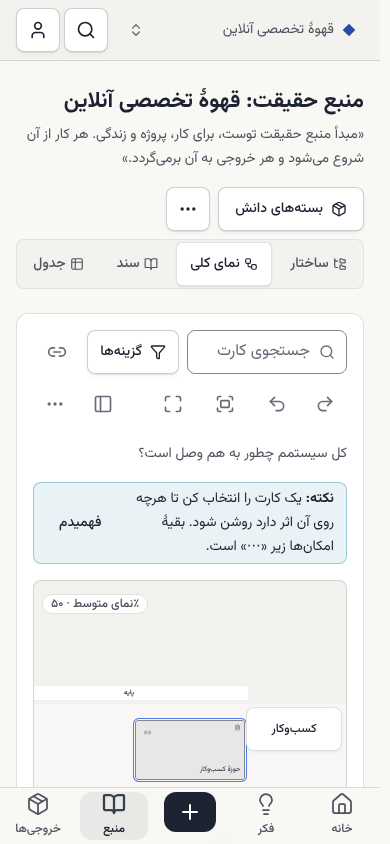 قهوهٔ تخصصی آنلاین
منبع حقیقت: قهوهٔ تخصصی آنلاین
«مبدأ منبع حقیقت توست، برای کار، پروژه و زندگی. هر کار از آن
شروع می‌شود و هر خروجی به آن برمی‌گردد.»
بسته‌های دانش
ساختار
نمای کلی
سند
جدول
جستجوی کارت
گزینه‌ها
کل سیستمم چطور به هم وصل است؟
نکته: یک کارت را انتخاب کن تا هرچه
روی آن اثر دارد روشن شود. بقیهٔ
امکان‌ها زیر «···» است.
فهمیدم
نمای متوسط · ۵۰٪
پایه
کسب‌وکار
حوزهٔ کسب‌وکار
خانه
فکر
منبع
خروجی‌ها